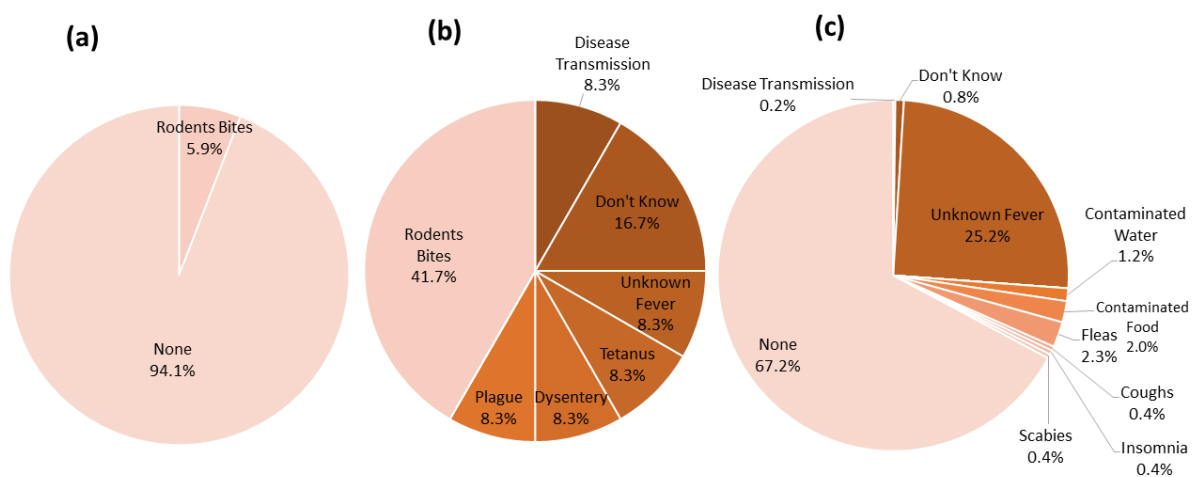 (a)
Rodents Bites
5.9%
None
94.1%
(b)
Disease
Transmission
8.3%
Don't Know
16.7%
Unknown
Fever
8.3%
Tetanus
8.3%
Dysentery
8.3%
Plague
8.3%
Rodents
Bites
41.7%
(c)
Disease Transmission
0.2%
Don't Know
0.8%
Unknown Fever
25.2%
Contaminated
Water
1.2%
Contaminated
Food
2.0%
Fleas
2.3%
Coughs
0.4%
Insomnia
0.4%
Scabies
0.4%
None
67.2%